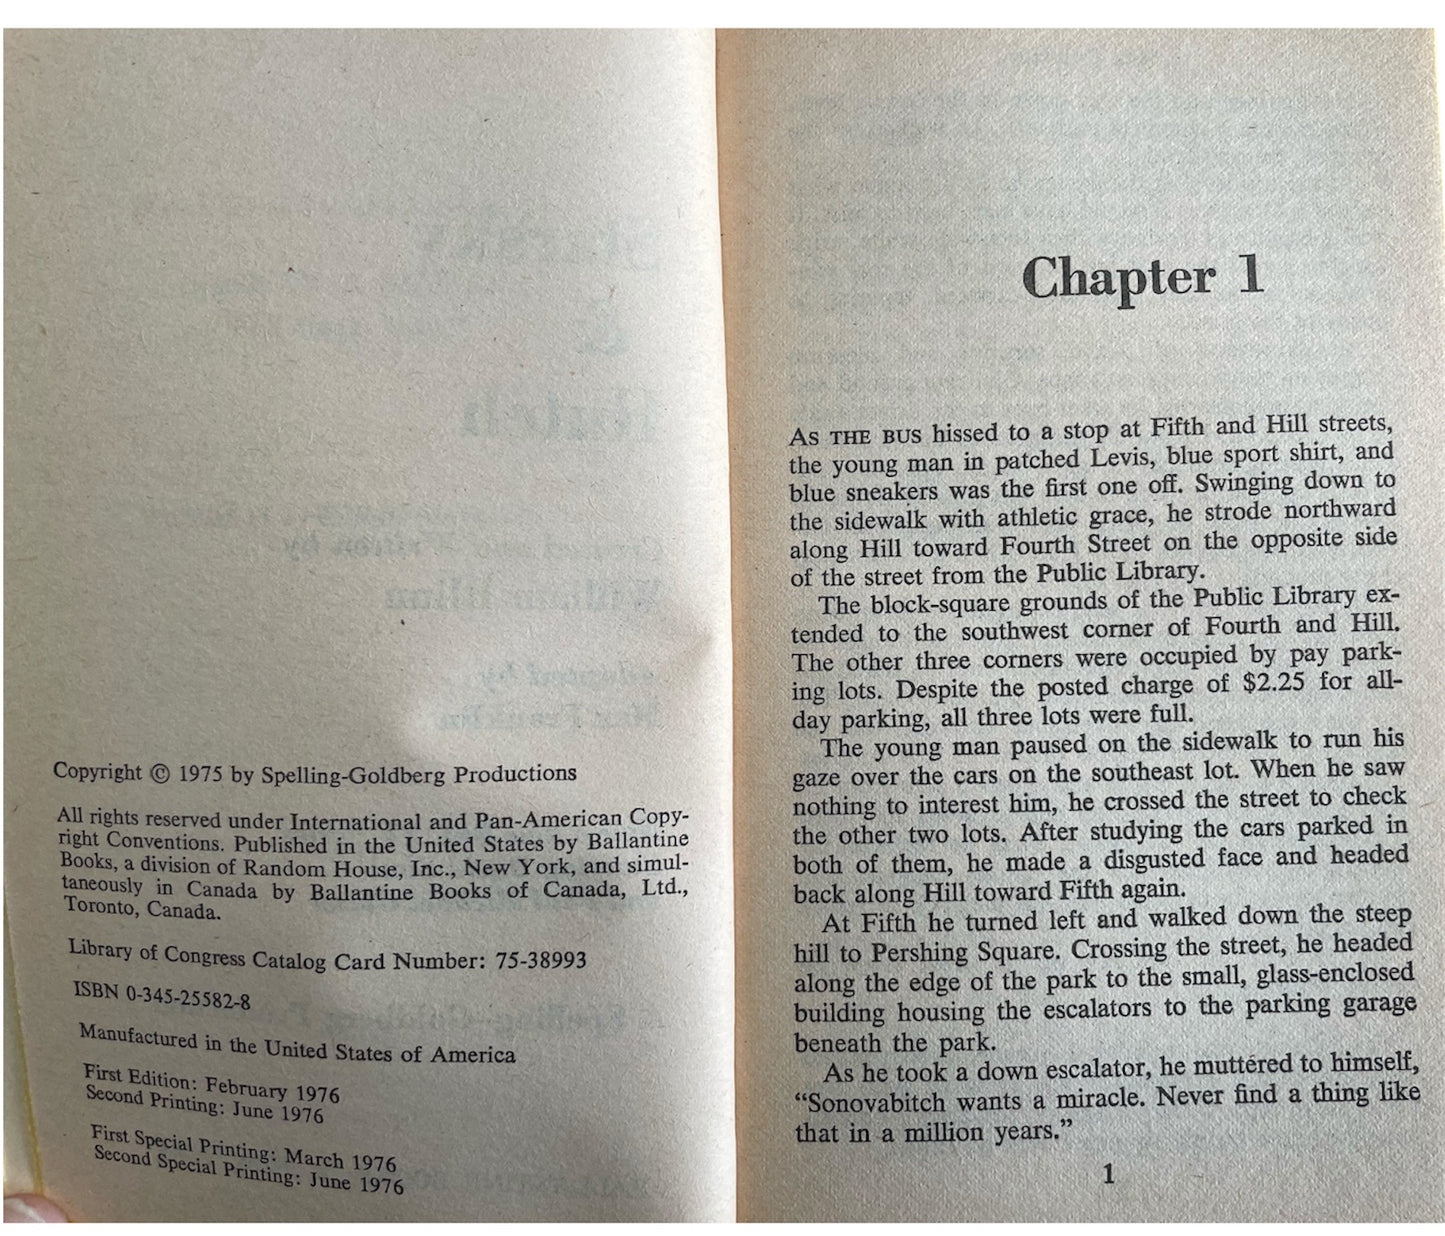 Copyright © 1975 by Spelling-Goldberg Productions
All rights reserved under International and Pan-American Copy-
right Conventions. Published in the United States by Ballantine
Books, a division of Random House, Inc., New York, and simul-
taneously in Canada by Ballantine Books of Canada, Ltd.,
Toronto, Canada.
Library of Congress Catalog Card Number: 75-38993
ISBN 0-345-25582-8
Manufactured in the United States of America
First Edition: February 1976
Second Printing: June 1976
First Special Printing: March 1976
Second Special Printing: June 1976
Chapter 1
As THE BUS hissed to a stop at Fifth and Hill streets,
the young man in patched Levis, blue sport shirt, and
blue sneakers was the first one off. Swinging down to
the sidewalk with athletic grace, he strode northward
along Hill toward Fourth Street on the opposite side
of the street from the Public Library.
The block-square grounds of the Public Library ex-
tended to the southwest corner of Fourth and Hill.
The other three corners were occupied by pay park-
ing lots. Despite the posted charge of $2.25 for all-
day parking, all three lots were full.
The young man paused on the sidewalk to run his
gaze over the cars on the southeast lot. When he saw
nothing to interest him, he crossed the street to check
the other two lots. After studying the cars parked in
both of them, he made a disgusted face and headed
back along Hill toward Fifth again.
At Fifth he turned left and walked down the steep
hill to Pershing Square. Crossing the street, he headed
along the edge of the park to the small, glass-enclosed
building housing the escalators to the parking garage
beneath the park.
As he took a down escalator, he muttered to himself,
“Sonovabitch wants a miracle. Never find a thing like
that in a million years.”
1